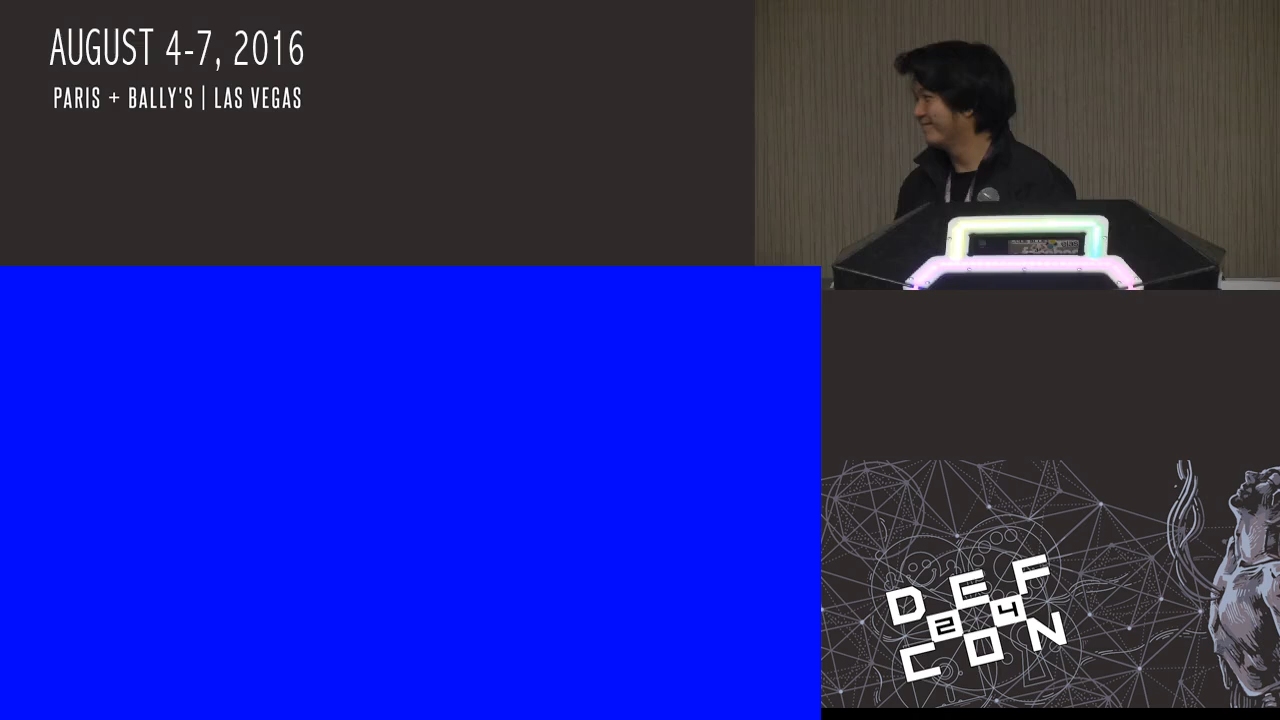 AUGUST 4-7, 2016
PARIS + BALLY'S | LAS VEGAS
DEF
24
CON